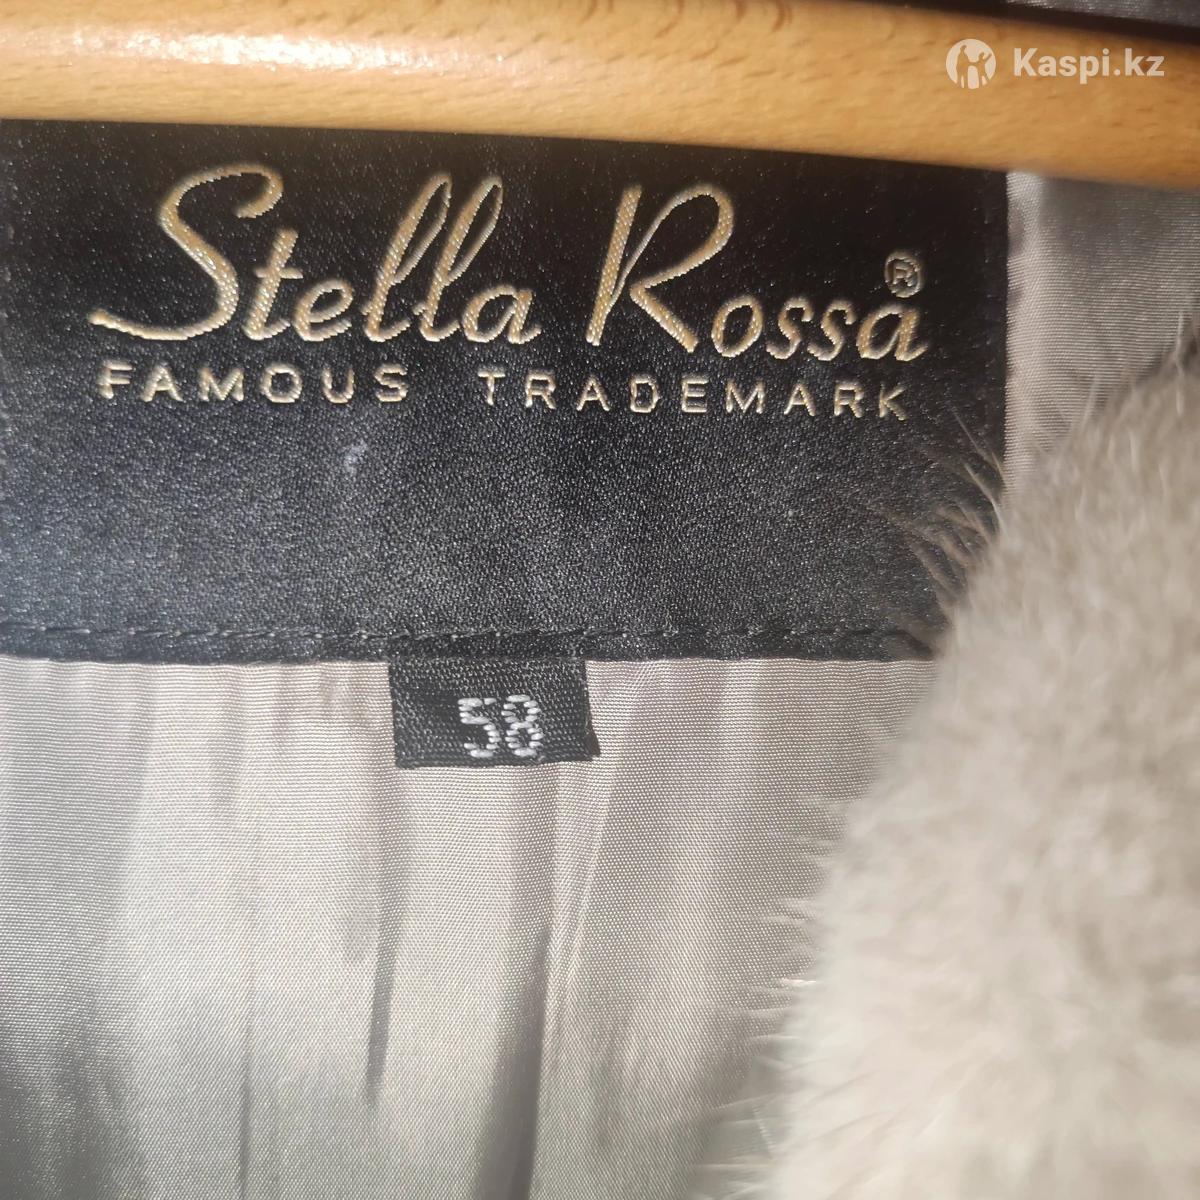 Kaspi.kz
Stella Rossa®
FAMOUS TRADEMARK
58